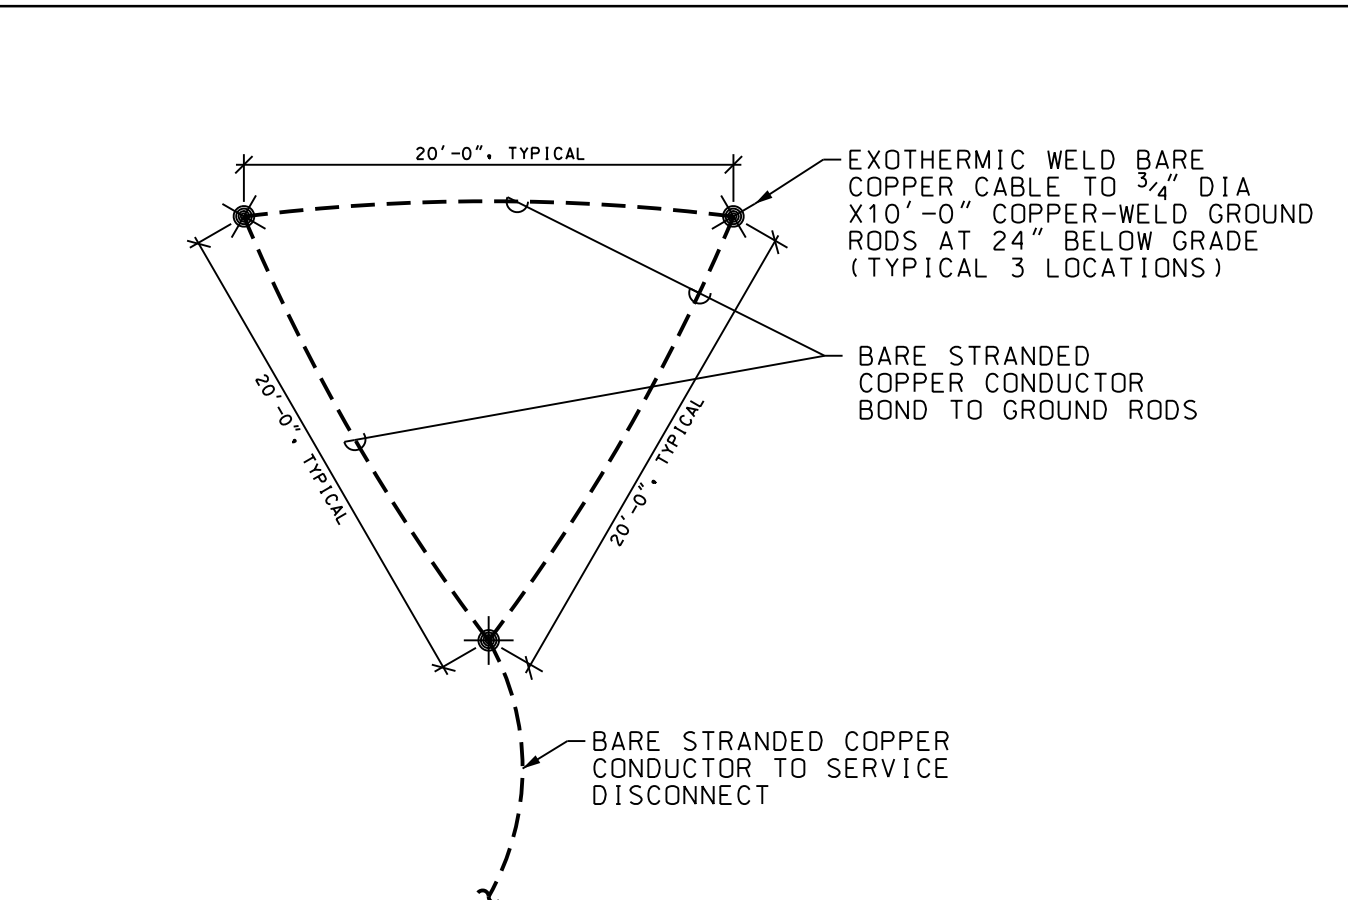 20'-0", TYPICAL
EXOTHERMIC WELD BARE
COPPER CABLE TO 3/4" DIA
X10'-0" COPPER-WELD GROUND
RODS AT 24" BELOW GRADE
(TYPICAL 3 LOCATIONS)
BARE STRANDED
COPPER CONDUCTOR
BOND TO GROUND RODS
20'-0", TYPICAL
20'-0", TYPICAL
BARE STRANDED COPPER
CONDUCTOR TO SERVICE
DISCONNECT